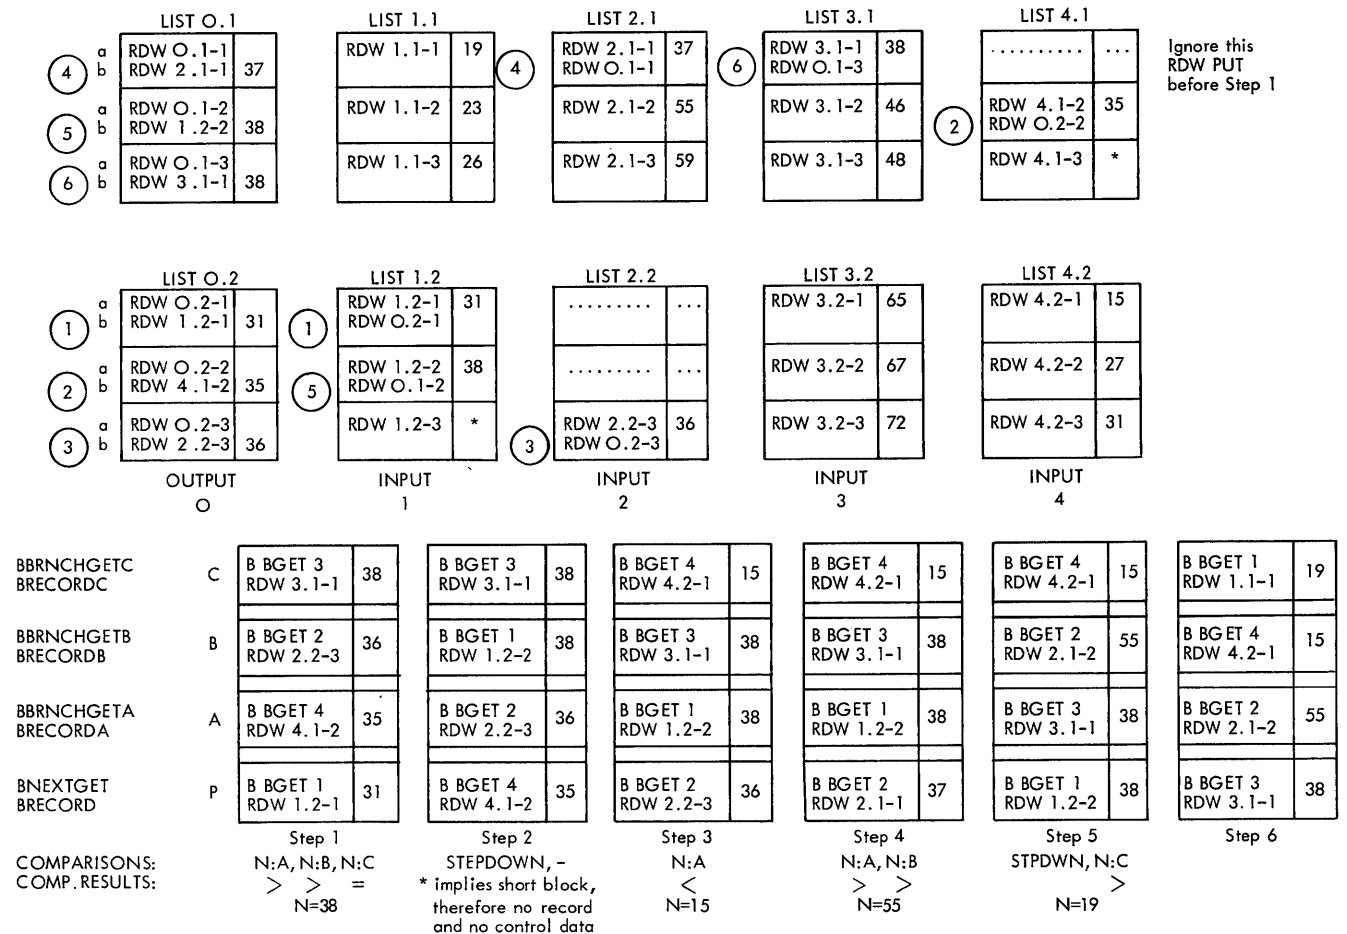 LIST O.1 LIST 1.1 LIST 2.1 LIST 3.1 LIST 4.1
a RDW O.1-1 RDW 1.1-1 19 RDW 2.1-1 37 RDW 3.1-1 38 .......... ... Ignore this
4 b RDW 2.1-1 37 4 RDW O.1-1 6 RDW O.1-3 RDW PUT
before Step 1
a RDW O.1-2 RDW 1.1-2 23 RDW 2.1-2 55 RDW 3.1-2 46 RDW 4.1-2 35
5 b RDW 1.2-2 38 2 RDW O.2-2
a RDW O.1-3 RDW 1.1-3 26 RDW 2.1-3 59 RDW 3.1-3 48 RDW 4.1-3 *
6 b RDW 3.1-1 38
LIST O.2 LIST 1.2 LIST 2.2 LIST 3.2 LIST 4.2
a RDW O.2-1 RDW 1.2-1 31 ......... ... RDW 3.2-1 65 RDW 4.2-1 15
1 b RDW 1.2-1 31 1 RDW O.2-1
a RDW O.2-2 RDW 1.2-2 38 ......... ... RDW 3.2-2 67 RDW 4.2-2 27
2 b RDW 4.1-2 35 5 RDW O.1-2
a RDW O.2-3 RDW 1.2-3 * RDW 2.2-3 36 RDW 3.2-3 72 RDW 4.2-3 31
3 b RDW 2.2-3 36 3 RDW O.2-3
OUTPUT INPUT INPUT INPUT INPUT
O 1 2 3 4
BBRNCHGETC C B BGET 3 38 B BGET 3 38 B BGET 4 15 B BGET 4 15 B BGET 4 15 B BGET 1 19
BRECORDC RDW 3.1-1 RDW 3.1-1 RDW 4.2-1 RDW 4.2-1 RDW 4.2-1 RDW 1.1-1
BBRNCHGETB B B BGET 2 36 B BGET 1 38 B BGET 3 38 B BGET 3 38 B BGET 2 55 B BGET 4 15
BRECORDB RDW 2.2-3 RDW 1.2-2 RDW 3.1-1 RDW 3.1-1 RDW 2.1-2 RDW 4.2-1
BBRNCHGETA A B BGET 4 35 B BGET 2 36 B BGET 1 38 B BGET 1 38 B BGET 3 38 B BGET 2 55
BRECORDA RDW 4.1-2 RDW 2.2-3 RDW 1.2-2 RDW 1.2-2 RDW 3.1-1 RDW 2.1-2
BNEXTGET P B BGET 1 31 B BGET 4 35 B BGET 2 36 B BGET 2 37 B BGET 1 38 B BGET 3 38
BRECORD RDW 1.2-1 RDW 4.1-2 RDW 2.2-3 RDW 2.1-1 RDW 1.2-2 RDW 3.1-1
Step 1 Step 2 Step 3 Step 4 Step 5 Step 6
COMPARISONS: N:A, N:B, N:C STEPDOWN, - N:A N:A, N:B STPDWN, N:C
COMP. RESULTS: > > = * implies short block, < > > >
N=38 therefore no record N=15 N=55 N=19
and no control data